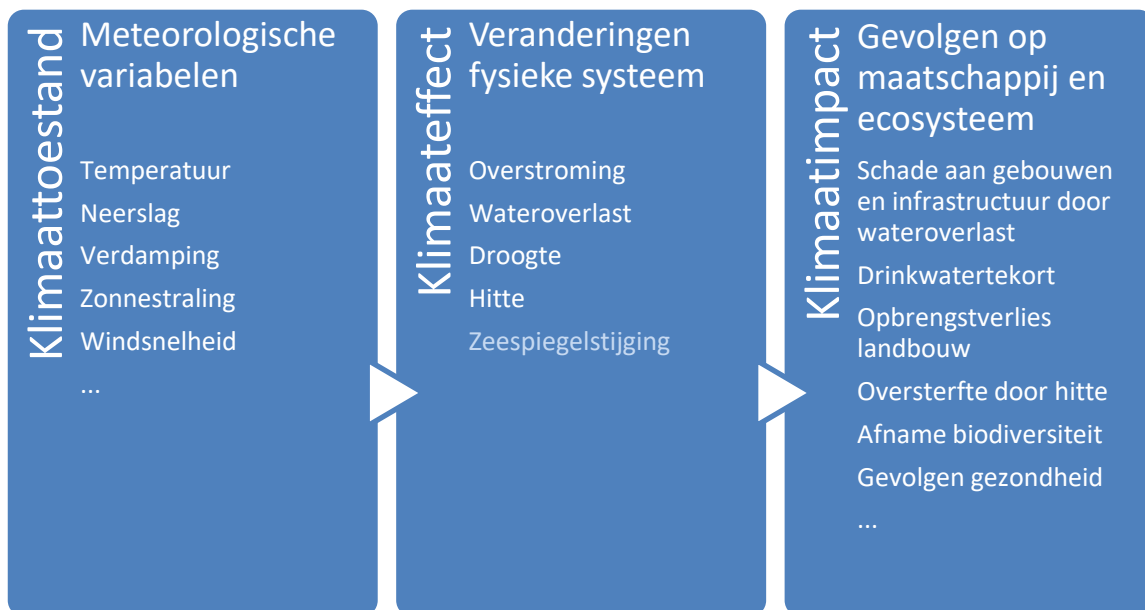 Klimaattoestand
Meteorologische
variabelen
Temperatuur
Neerslag
Verdamping
Zonnestraling
Windsnelheid
...
Klimaateffect
Veranderingen
fysieke systeem
Overstroming
Wateroverlast
Droogte
Hitte
Zeespiegelstijging
Klimaatimpact
Gevolgen op
maatschappij en
ecosysteem
Schade aan gebouwen
en infrastructuur door
wateroverlast
Drinkwatertekort
Opbrengstverlies
landbouw
Oversterfte door hitte
Afname biodiversiteit
Gevolgen gezondheid
...